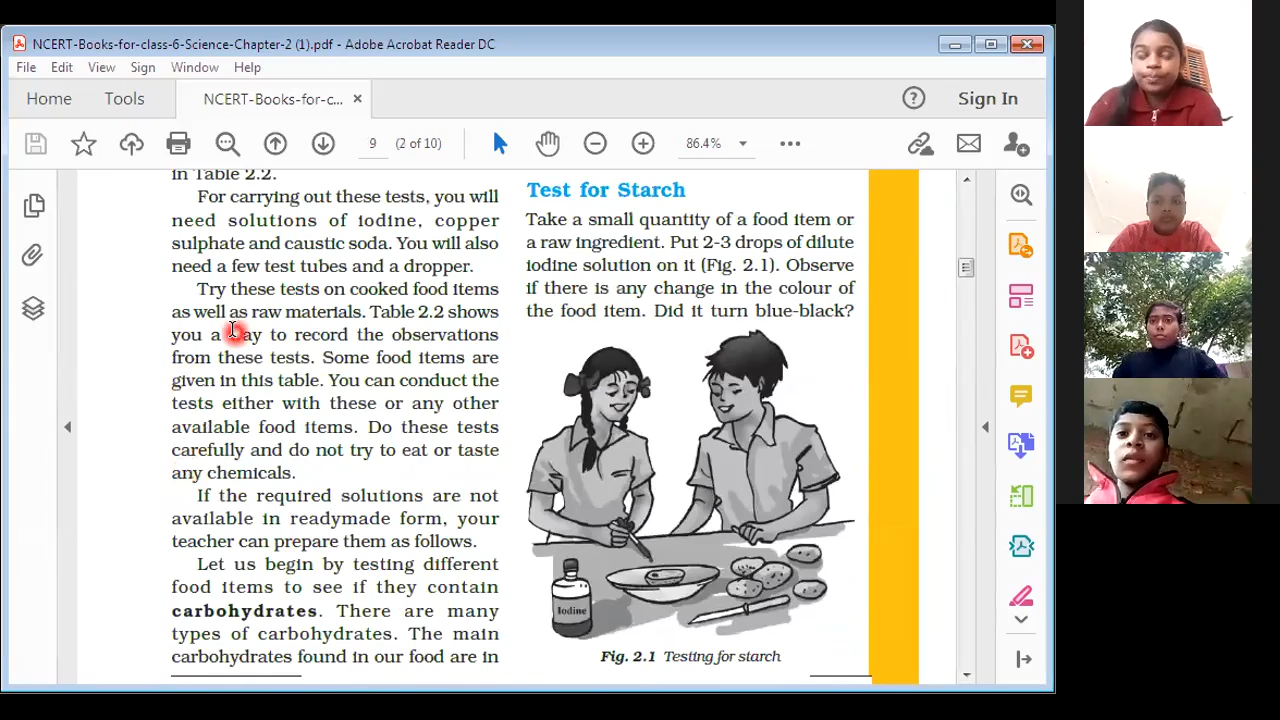 NCERT-Books-for-class-6-Science-Chapter-2 (1).pdf - Adobe Acrobat Reader DC
File Edit View Sign Window Help
Home Tools NCERT-Books-for-c... × Sign In
9 (2 of 10) 86.4%
in Table 2.2.
For carrying out these tests, you will
need solutions of iodine, copper
sulphate and caustic soda. You will also
need a few test tubes and a dropper.
Try these tests on cooked food items
as well as raw materials. Table 2.2 shows
you a way to record the observations
from these tests. Some food items are
given in this table. You can conduct the
tests either with these or any other
available food items. Do these tests
carefully and do not try to eat or taste
any chemicals.
If the required solutions are not
available in readymade form, your
teacher can prepare them as follows.
Let us begin by testing different
food items to see if they contain
carbohydrates. There are many
types of carbohydrates. The main
carbohydrates found in our food are in
Test for Starch
Take a small quantity of a food item or
a raw ingredient. Put 2-3 drops of dilute
iodine solution on it (Fig. 2.1). Observe
if there is any change in the colour of
the food item. Did it turn blue-black?
Iodine
Fig. 2.1 Testing for starch